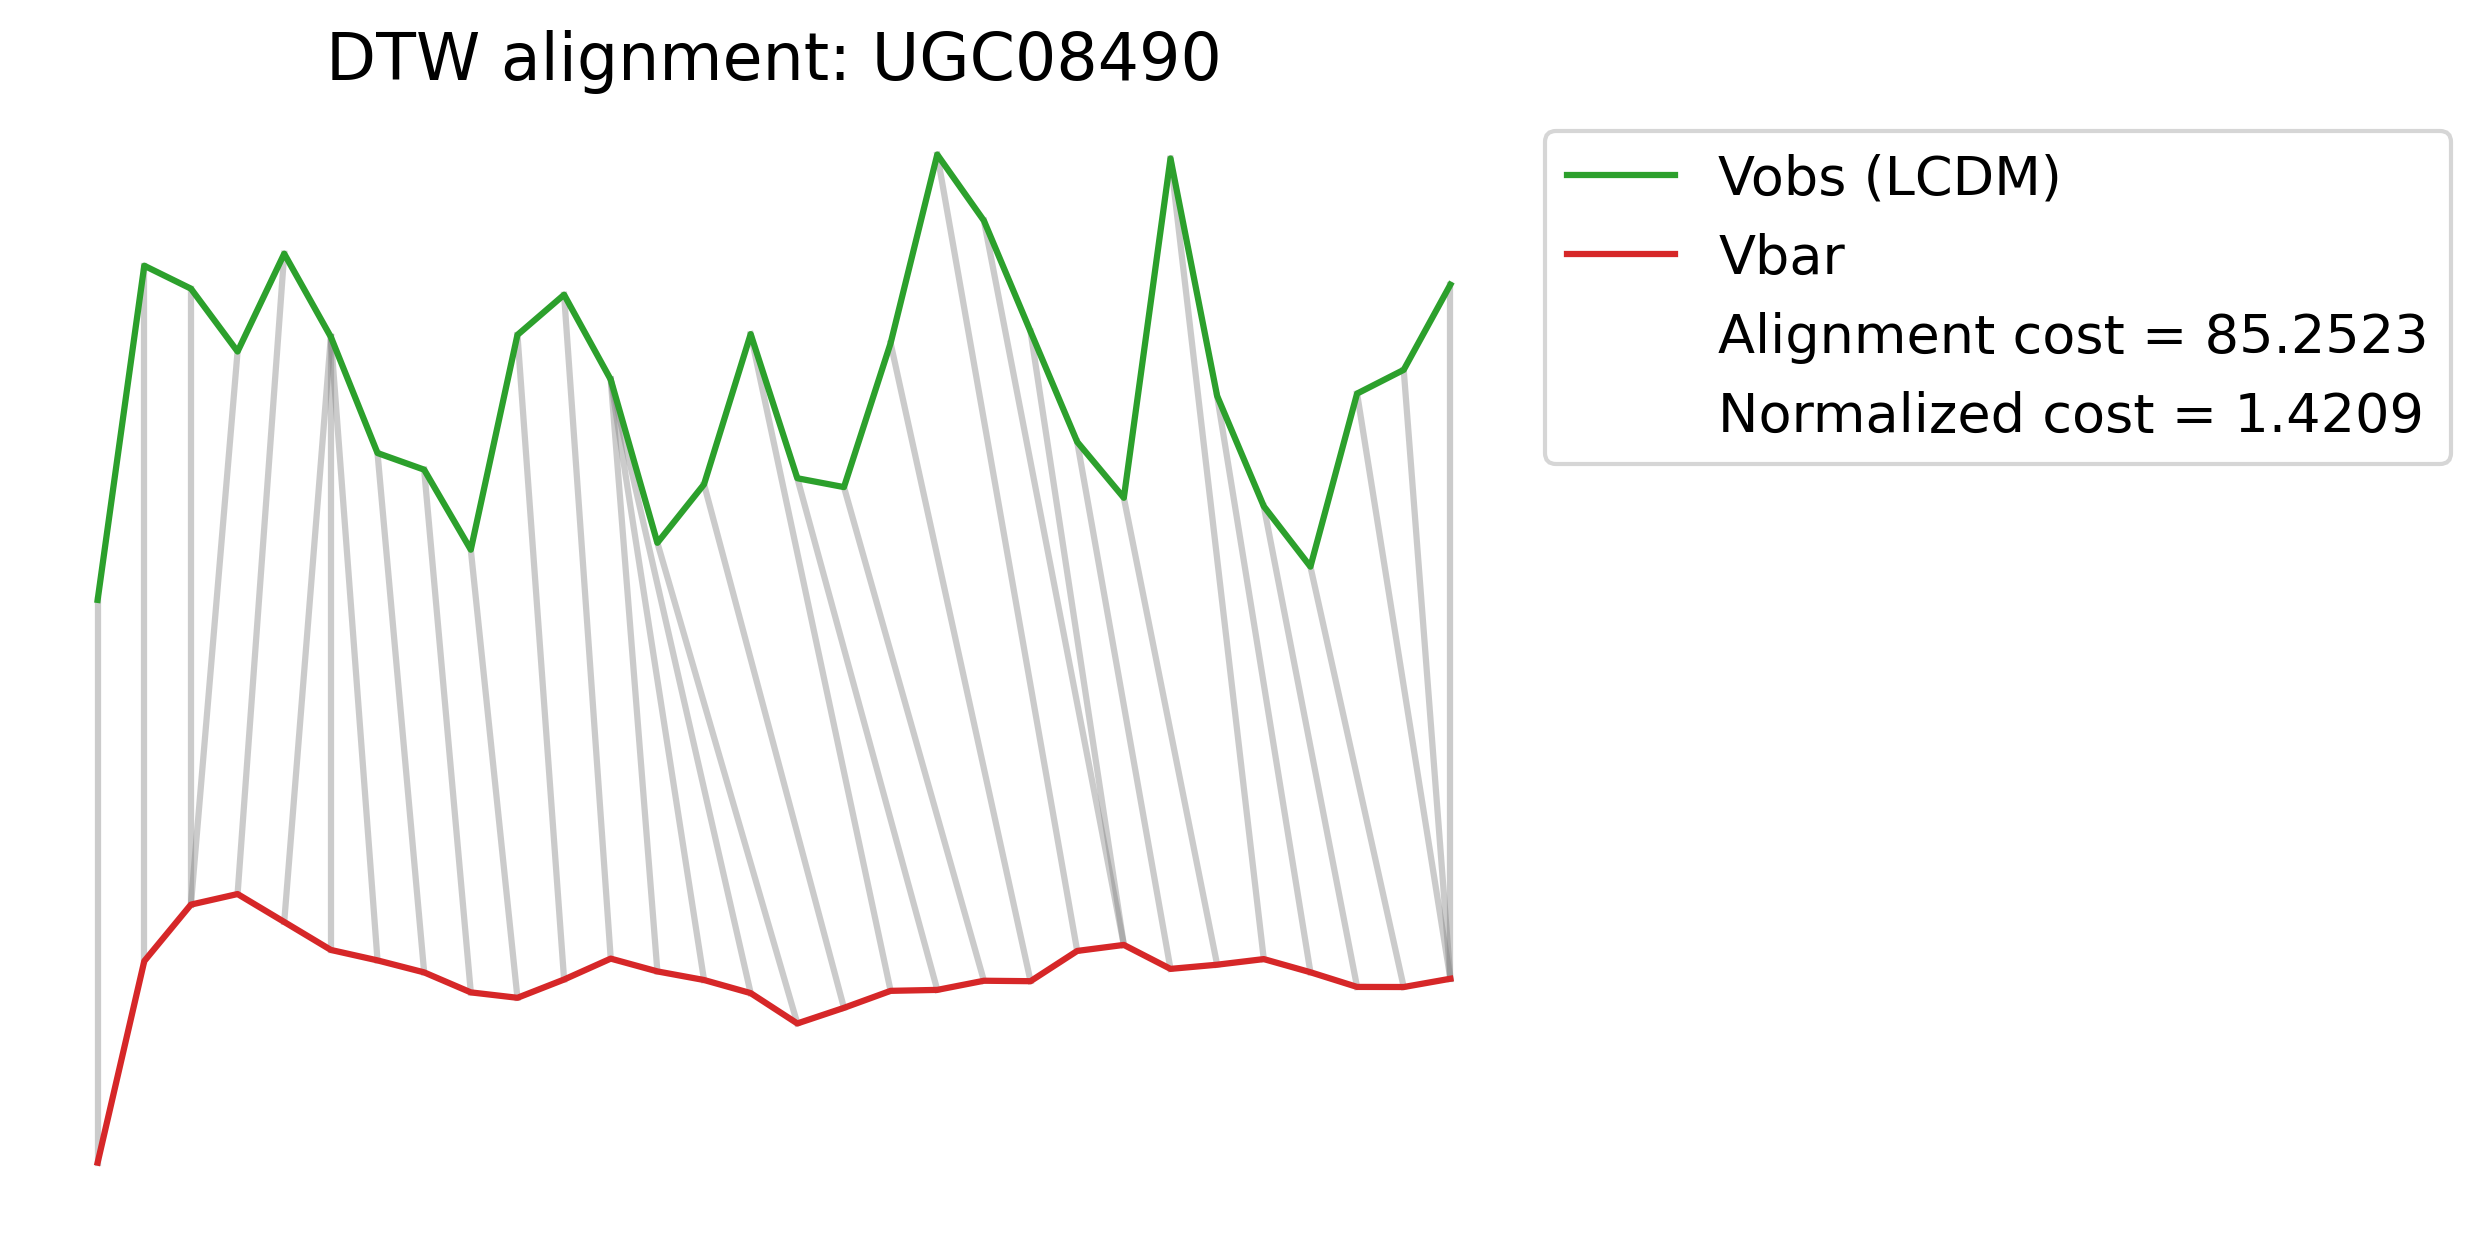 DTW alignment: UGC08490
Vobs (LCDM)
Vbar
Alignment cost = 85.2523
Normalized cost = 1.4209